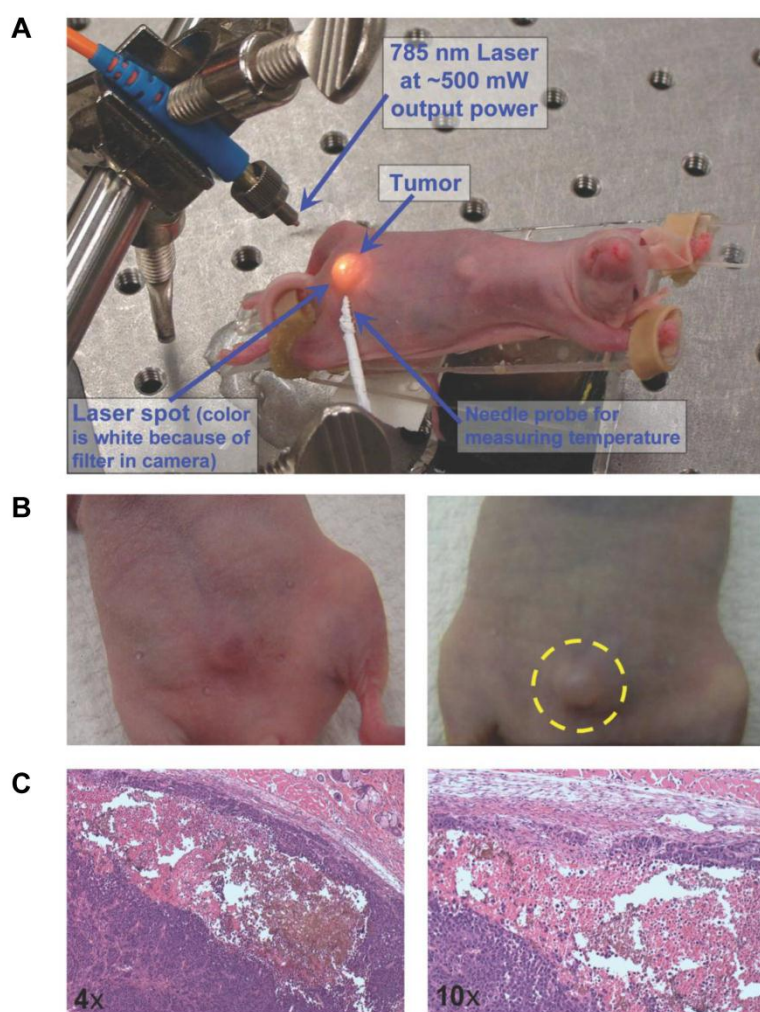 A
785 nm Laser
at ~500 mW
output power
Tumor
Laser spot (color
is white because of
filter in camera)
Needle probe for
measuring temperature
B
C
4x
10x